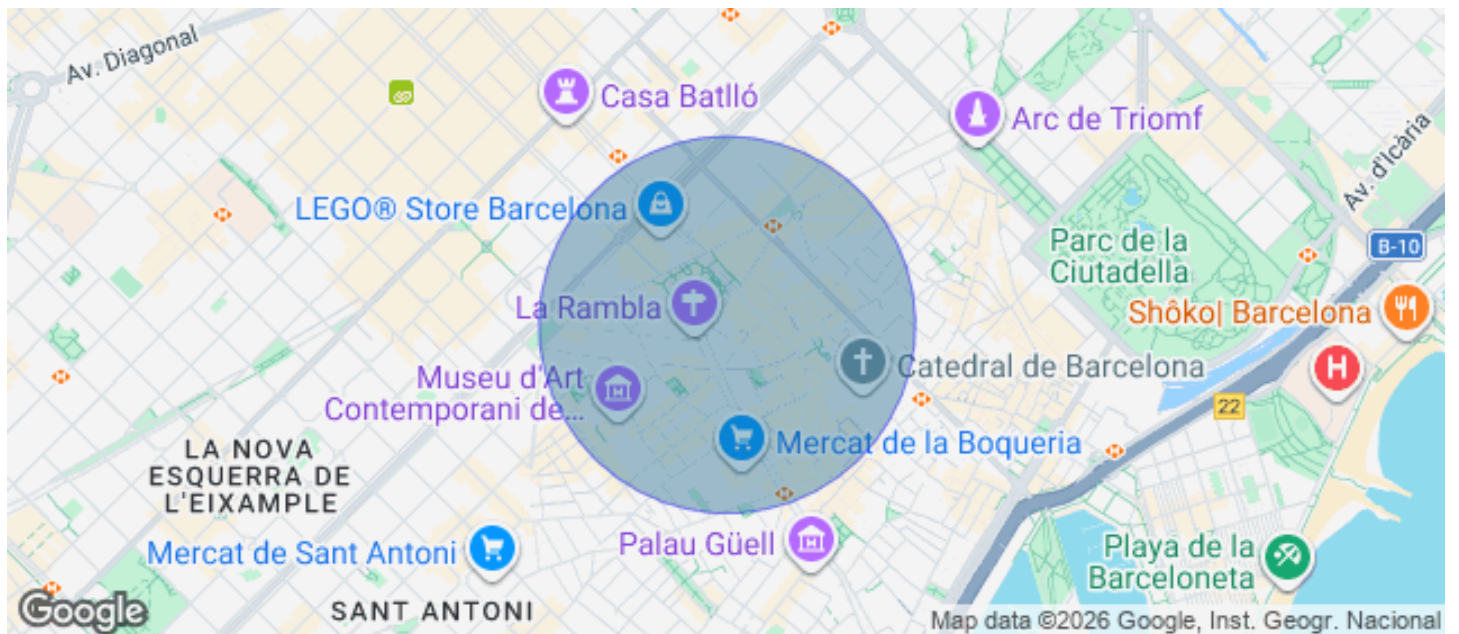 Av. Diagonal
Casa Batlló
Arc de Triomf
Av. d'Icària
LEGO® Store Barcelona
Parc de la
Ciutadella
B-10
La Rambla
Shôko| Barcelona
Museu d'Art
Contemporani de...
Catedral de Barcelona
H
22
Mercat de la Boqueria
LA NOVA
ESQUERRA DE
L'EIXAMPLE
Mercat de Sant Antoni
Palau Güell
Playa de la
Barceloneta
SANT ANTONI
Google
Map data ©2026 Google, Inst. Geogr. Nacional